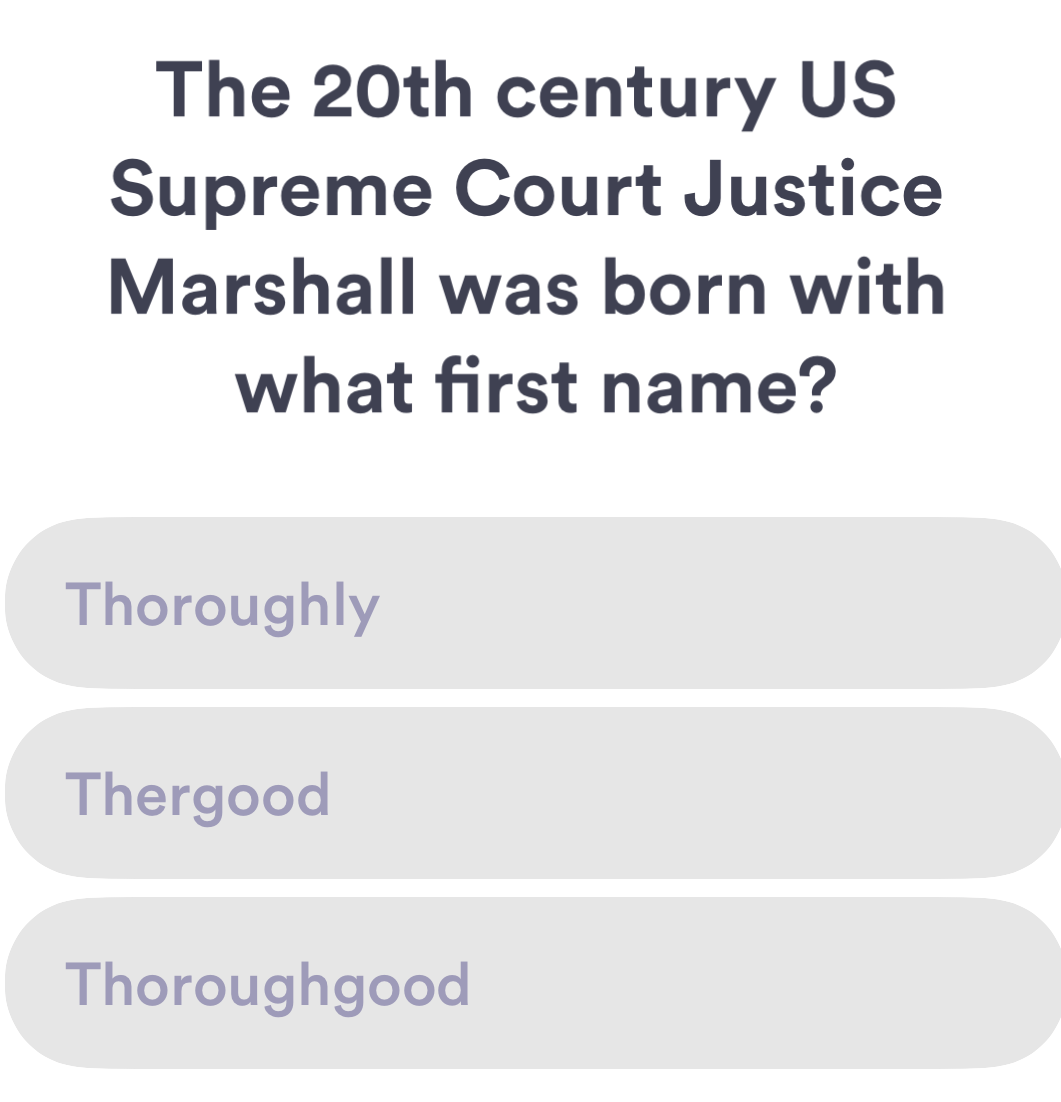 The 20th century US
Supreme Court Justice
Marshall was born with
what first name?
Thoroughly
Thergood
Thoroughgood